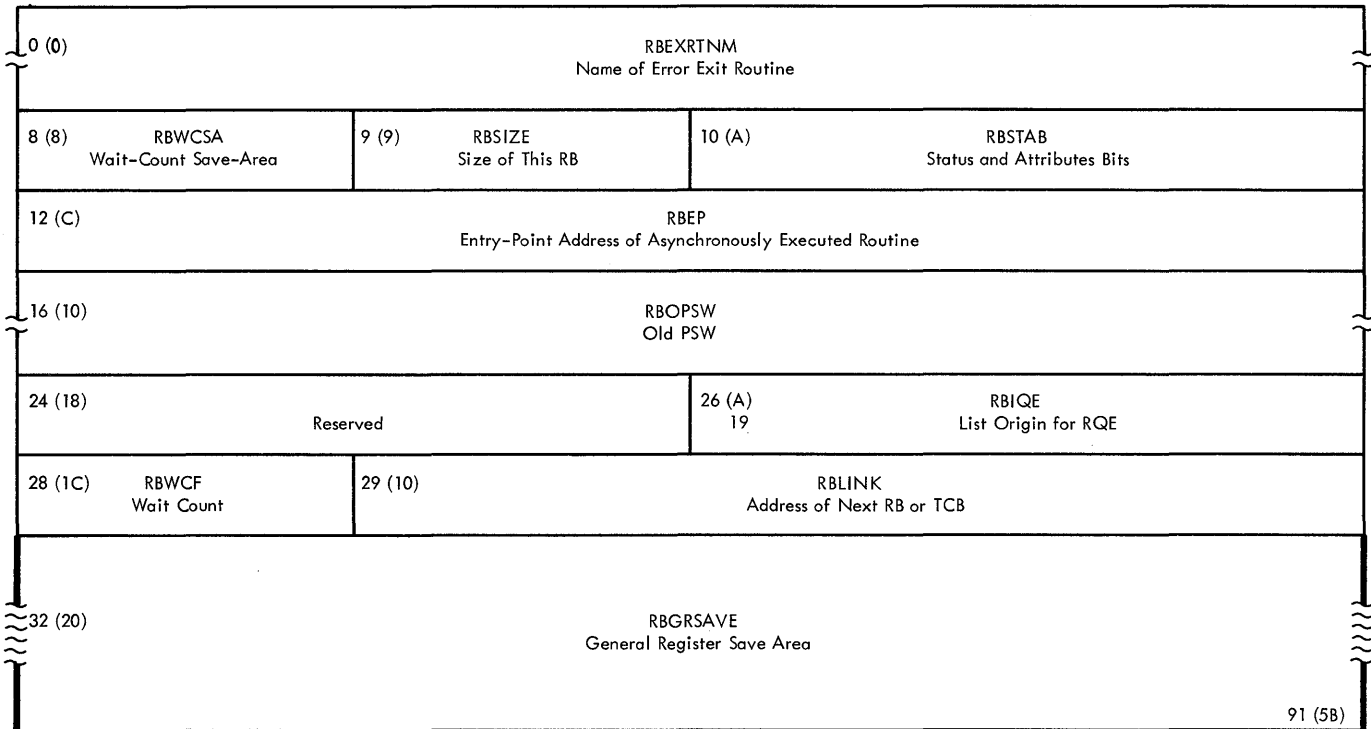 0 (0) RBEXRTNM
Name of Error Exit Routine
8 (8) RBWCSA
Wait-Count Save-Area
9 (9) RBSIZE
Size of This RB
10 (A) RBSTAB
Status and Attributes Bits
12 (C) RBEP
Entry-Point Address of Asynchronously Executed Routine
16 (10) RBOPSW
Old PSW
24 (18)
Reserved
26 (A) RBIQE
19 List Origin for RQE
28 (1C) RBWCF
Wait Count
29 (10) RBLINK
Address of Next RB or TCB
32 (20) RBGRSAVE
General Register Save Area
91 (5B)